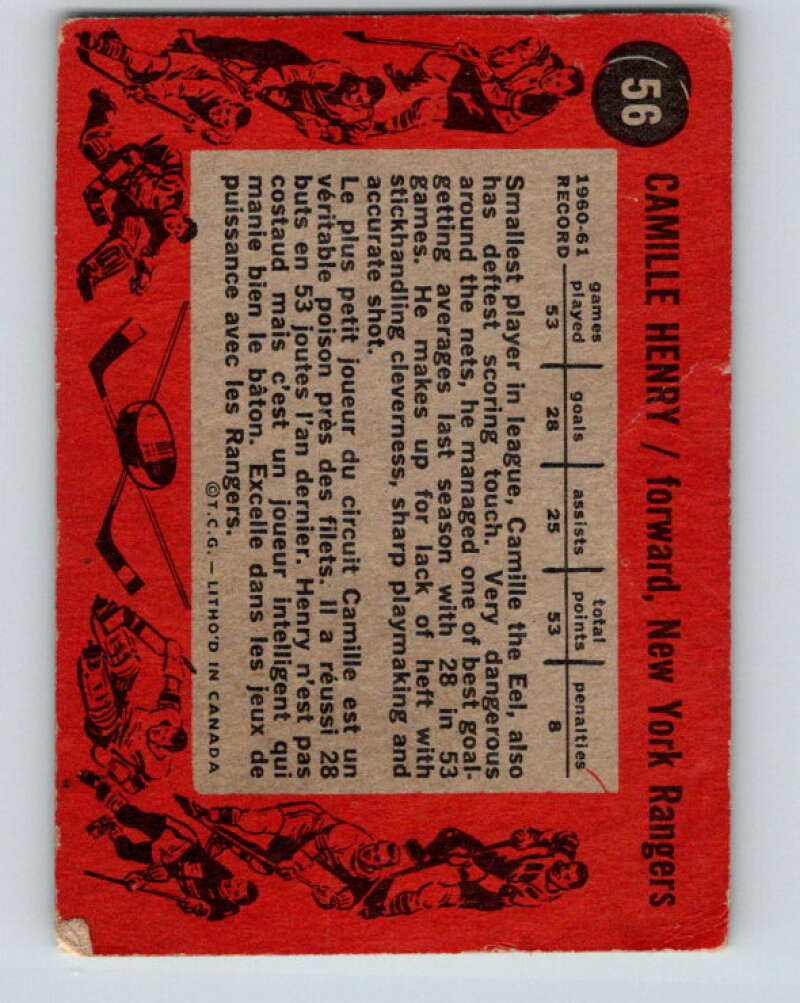 56
CAMILLE HENRY / forward, New York Rangers
1960-61 RECORD
games played goals assists total points penalties
53 28 25 53 8
Smallest player in league, Camille the Eel, also
has deftest scoring touch. Very dangerous
around the nets, he managed one of best goal-
getting averages last season with 28 in 53
games. He makes up for lack of heft with
stickhandling cleverness, sharp playmaking and
accurate shot.
Le plus petit joueur du circuit Camille est un
véritable poison près des filets. Il a réussi 28
buts en 53 joutes l'an dernier. Henry n'est pas
costaud mais c'est un joueur intelligent qui
manie bien le bâton. Excelle dans les jeux de
puissance avec les Rangers.
©T.C.G. — LITHO'D IN CANADA